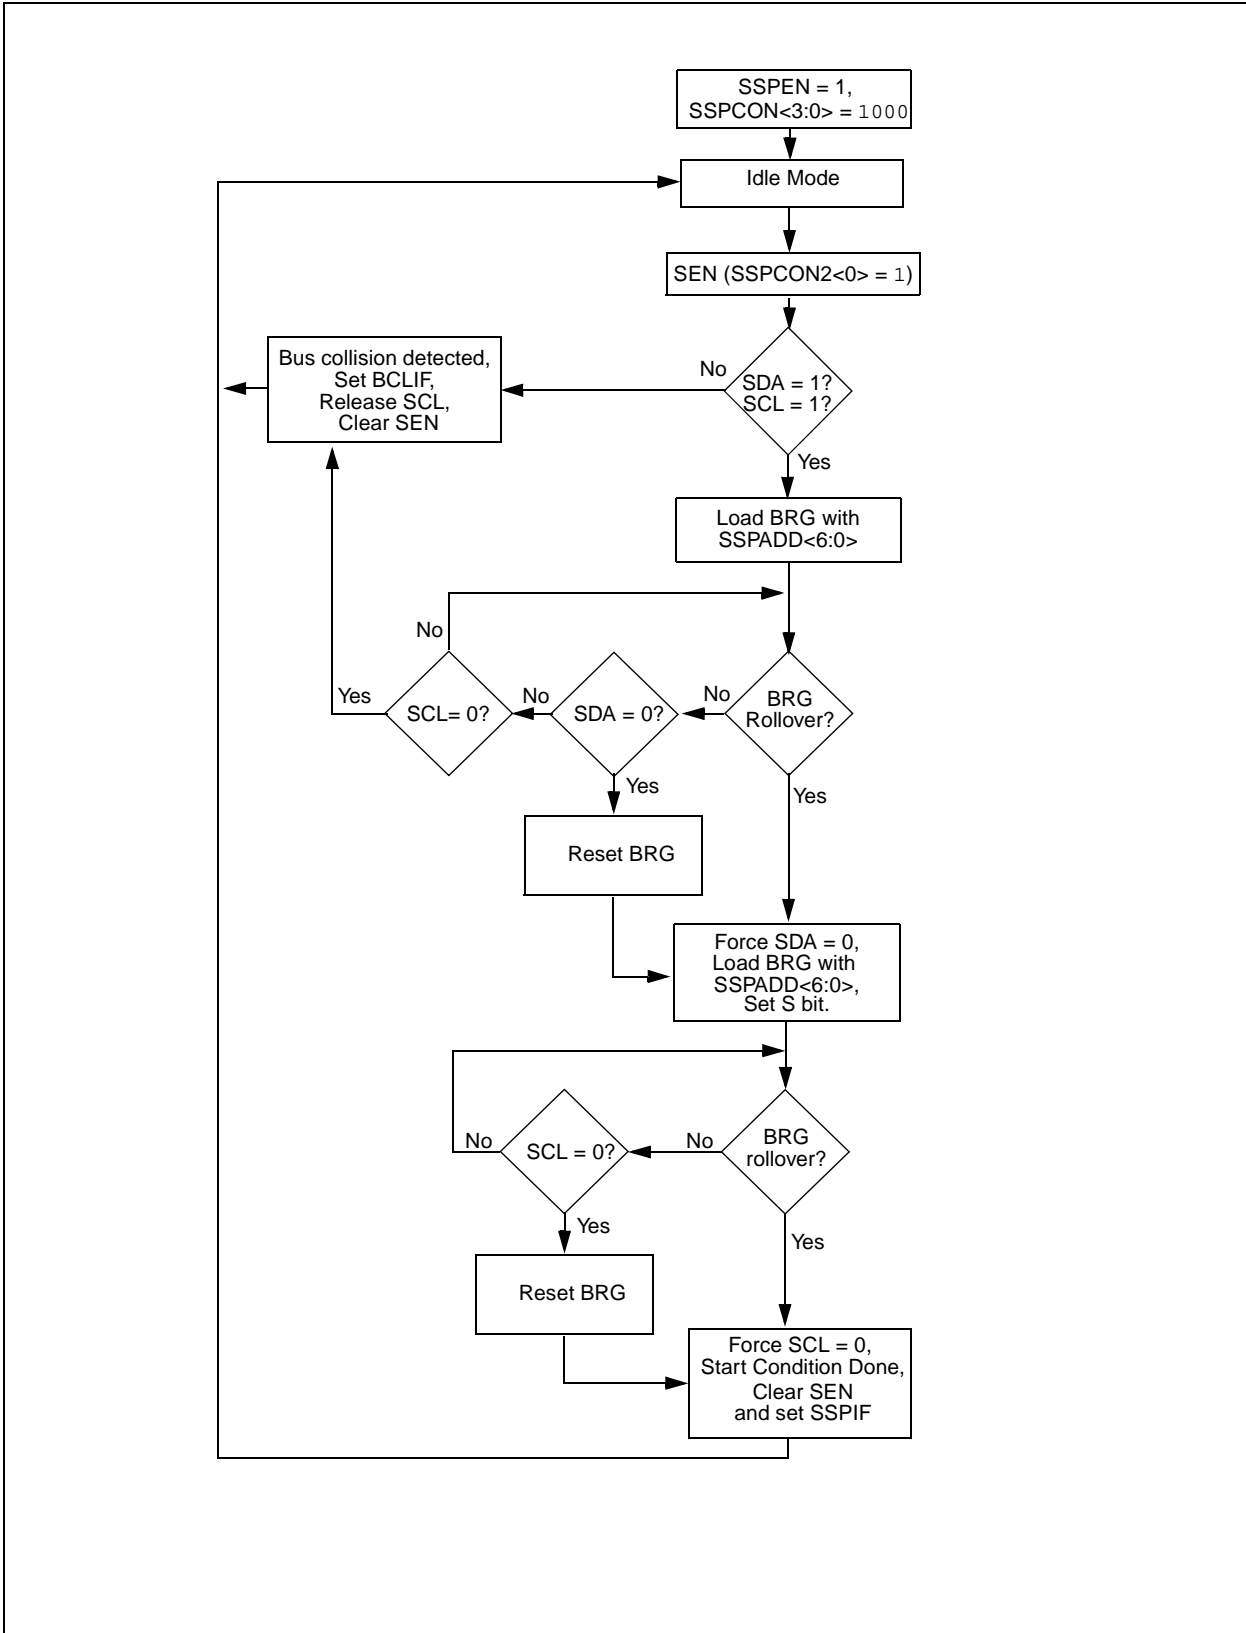 SSPEN = 1,
SSPCON<3:0> = 1000
Idle Mode
SEN (SSPCON2<0> = 1)
Bus collision detected,
Set BCLIF,
Release SCL,
Clear SEN
No
SDA = 1?
SCL = 1?
Yes
Load BRG with
SSPADD<6:0>
No
Yes
SCL= 0?
No
SDA = 0?
No
BRG
Rollover?
Yes
Yes
Reset BRG
Force SDA = 0,
Load BRG with
SSPADD<6:0>,
Set S bit.
No
SCL = 0?
No
BRG
rollover?
Yes
Yes
Reset BRG
Force SCL = 0,
Start Condition Done,
Clear SEN
and set SSPIF